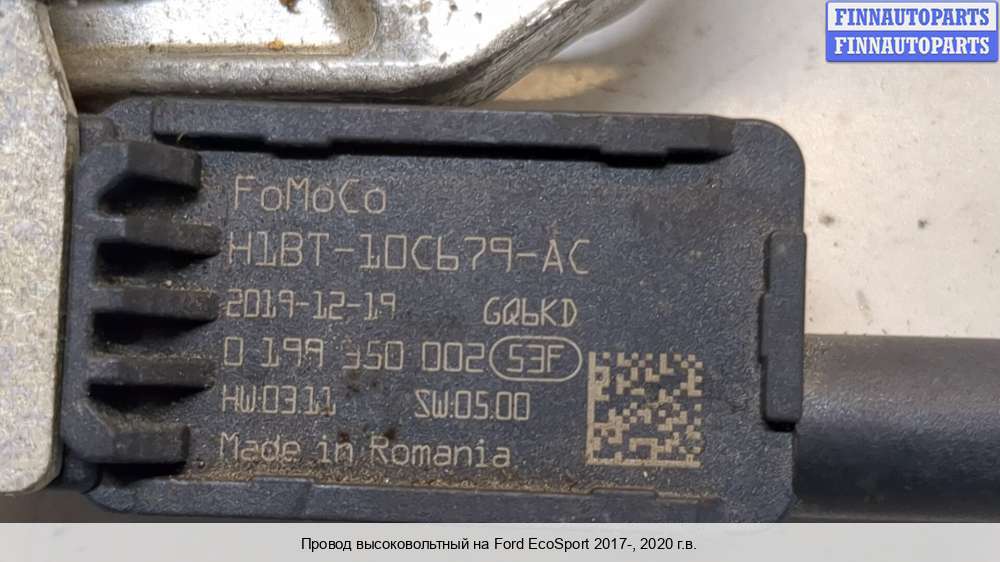 FINNAUTOPARTS
FINNAUTOPARTS
FoMoCo
H1BT-10C679-AC
2019-12-19 GQ6KD
0 199 350 002 53F
HW:03.11 SW:05.00
Made in Romania
Провод высоковольтный на Ford EcoSport 2017-, 2020 г.в.